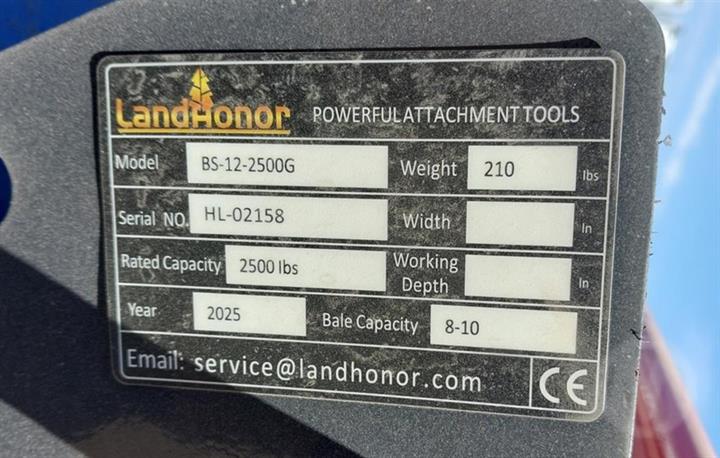 LANDHONOR POWERFUL ATTACHMENT TOOLS
Model BS-12-2500G Weight 210 lbs
Serial NO. HL-02158 Width In
Rated Capacity 2500 lbs Working Depth In
Year 2025 Bale Capacity 8-10
Email: service@landhonor.com CE